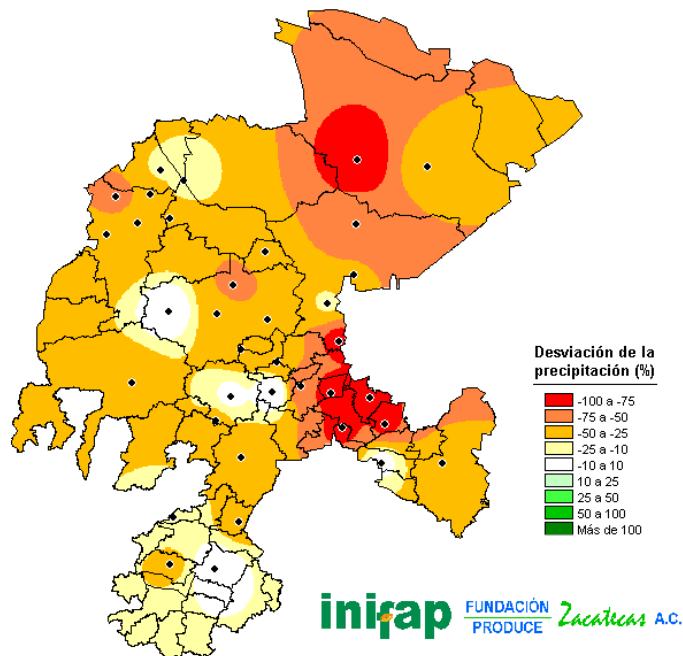 Desviación de la
precipitación (%)
-100 a -75
-75 a -50
-50 a -25
-25 a -10
-10 a 10
10 a 25
25 a 50
50 a 100
Más de 100
inifap
FUNDACIÓN
PRODUCE
Zacatecas A.C.